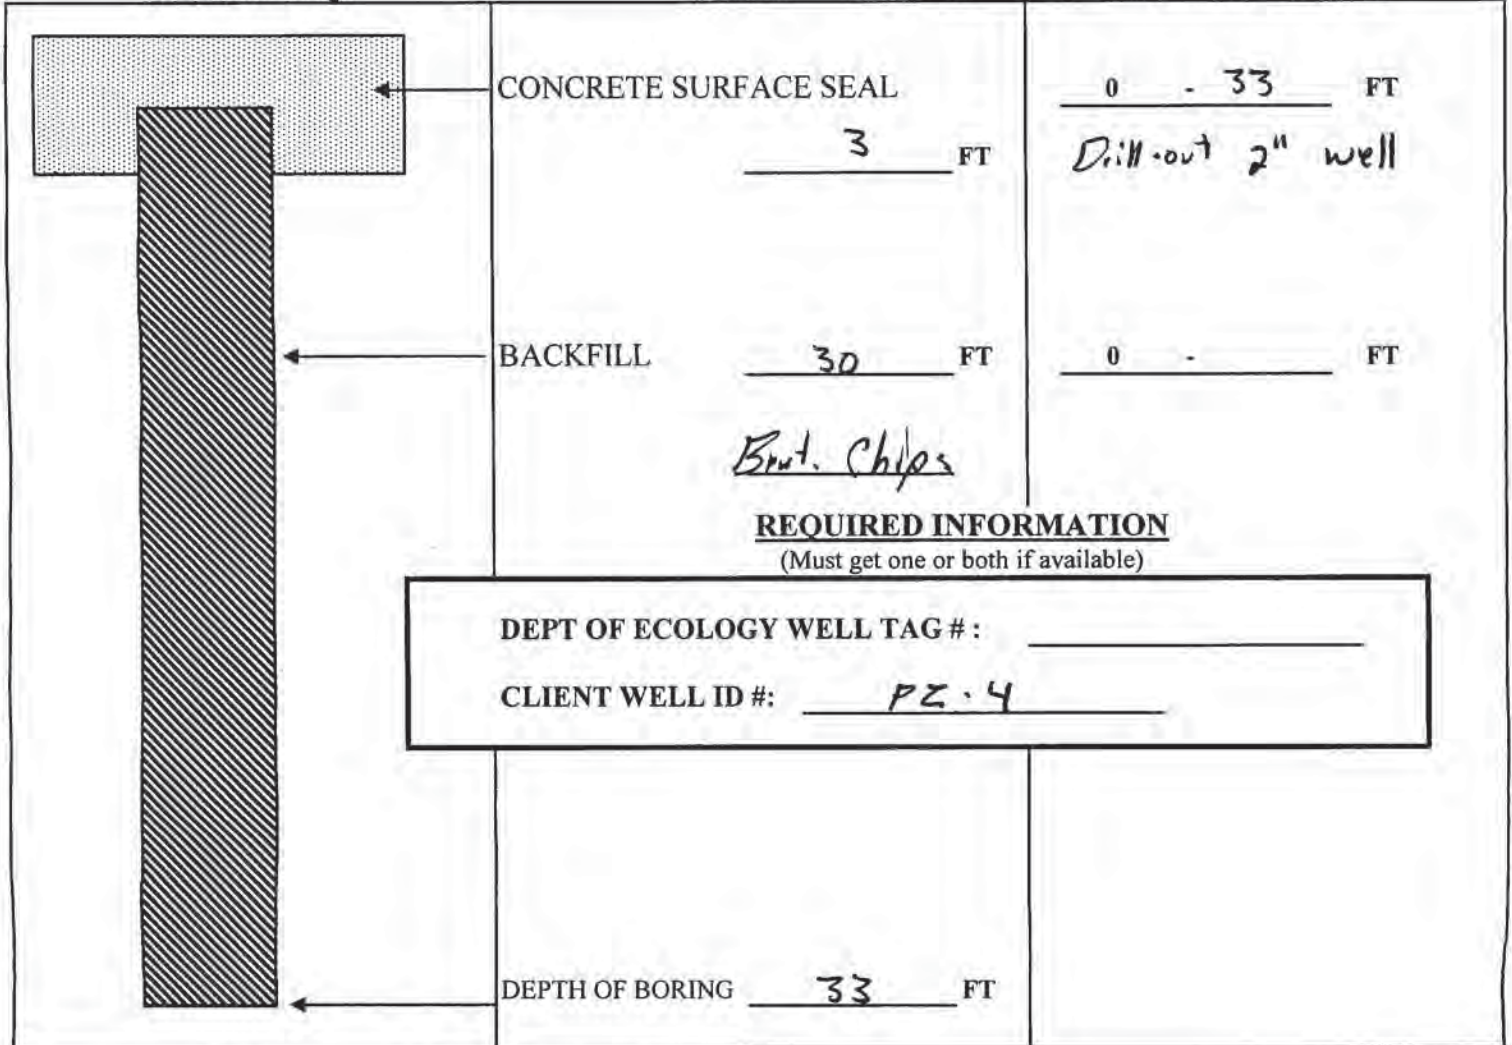 CONCRETE SURFACE SEAL
3 FT
0 - 33 FT
Drill-out 2" well
BACKFILL 30 FT
0 - FT
Bent. Chips
REQUIRED INFORMATION
(Must get one or both if available)
DEPT OF ECOLOGY WELL TAG # :
CLIENT WELL ID #: PZ-4
DEPTH OF BORING 33 FT